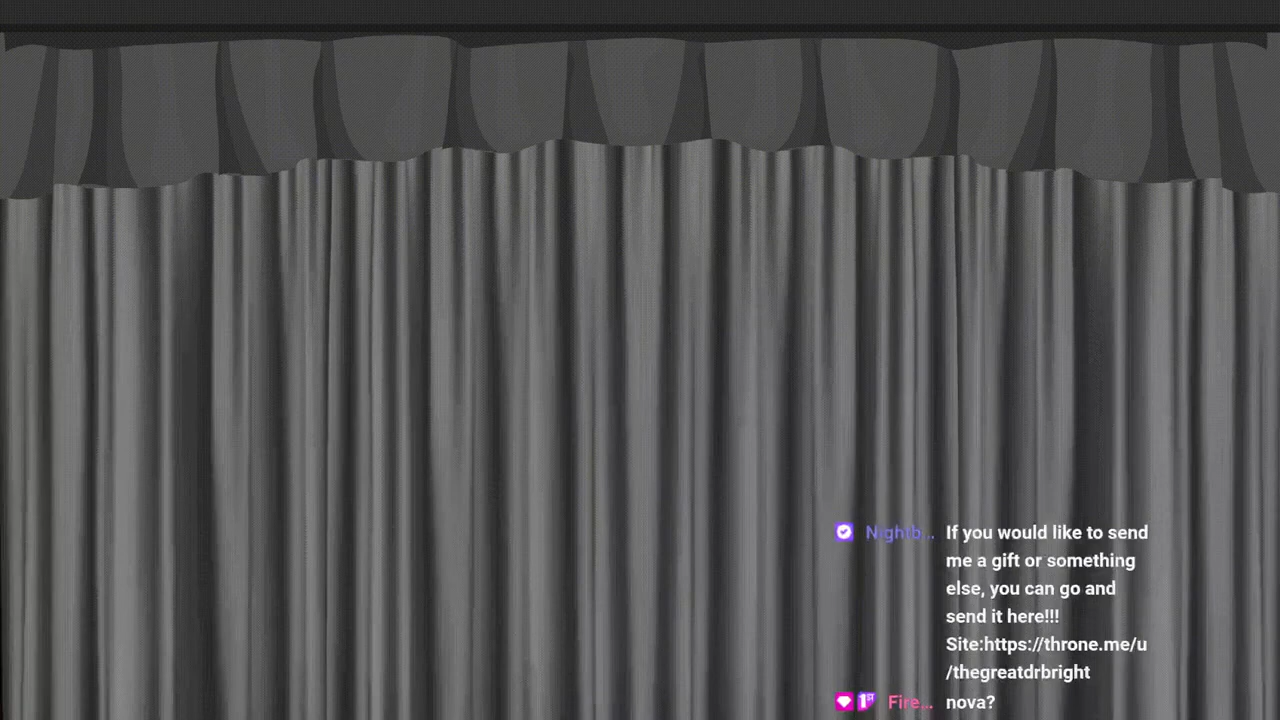 Nightb... If you would like to send
me a gift or something
else, you can go and
send it here!!!
Site:https://throne.me/u
/thegreatdrbright
Fire... nova?